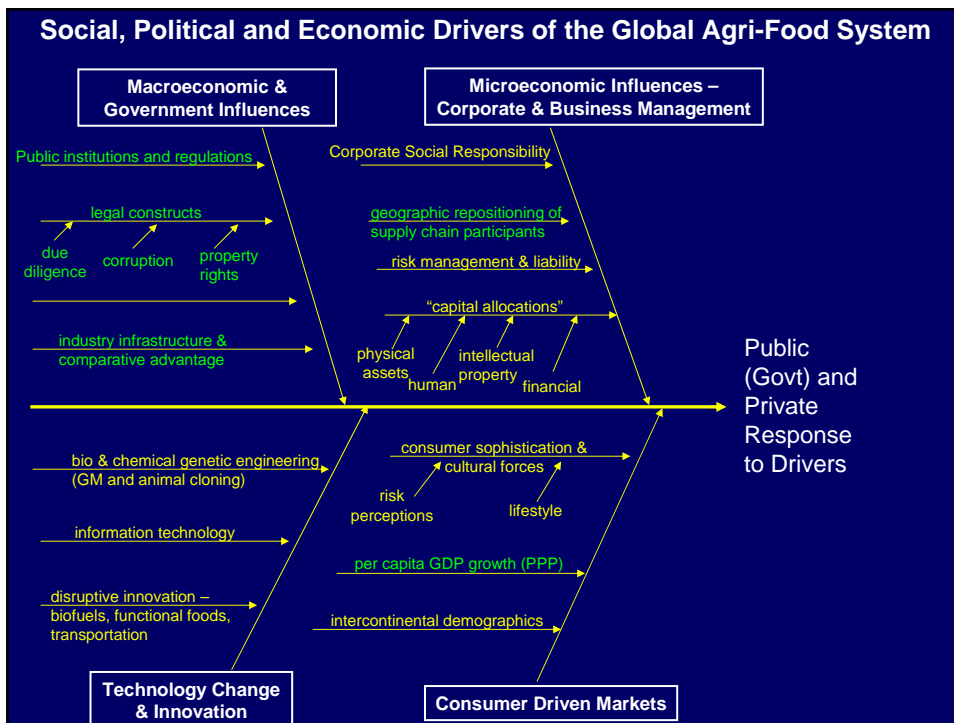 Social, Political and Economic Drivers of the Global Agri-Food System
Macroeconomic &
Government Influences
Microeconomic Influences –
Corporate & Business Management
Public institutions and regulations
legal constructs
due
diligence
corruption
property
rights
industry infrastructure &
comparative advantage
Corporate Social Responsibility
geographic repositioning of
supply chain participants
risk management & liability
“capital allocations”
physical
assets
human
intellectual
property
financial
Public
(Govt) and
Private
Response
to Drivers
bio & chemical genetic engineering
(GM and animal cloning)
information technology
disruptive innovation –
biofuels, functional foods,
transportation
consumer sophistication &
cultural forces
risk
perceptions
lifestyle
per capita GDP growth (PPP)
intercontinental demographics
Technology Change
& Innovation
Consumer Driven Markets